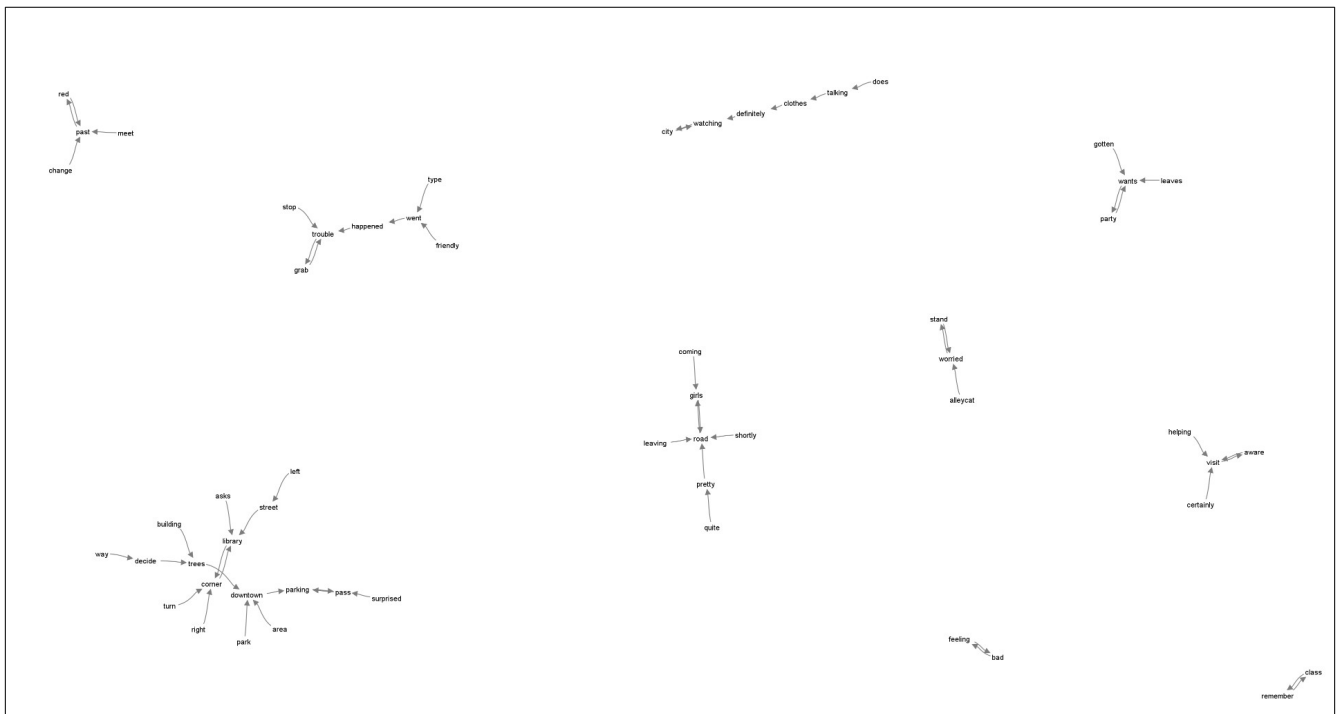 does
talking
red
clothes
definitely
city
watching
past
meet
gotten
change
type
wants
leaves
stop
went
party
happened
trouble
friendly
grab
stand
coming
worried
girls
alleycat
helping
leaving
road
shortly
aware
visit
left
pretty
asks
certainly
street
building
quite
library
way
decide
trees
corner
downtown
parking
pass
surprised
turn
right
area
park
feeling
bad
class
remember